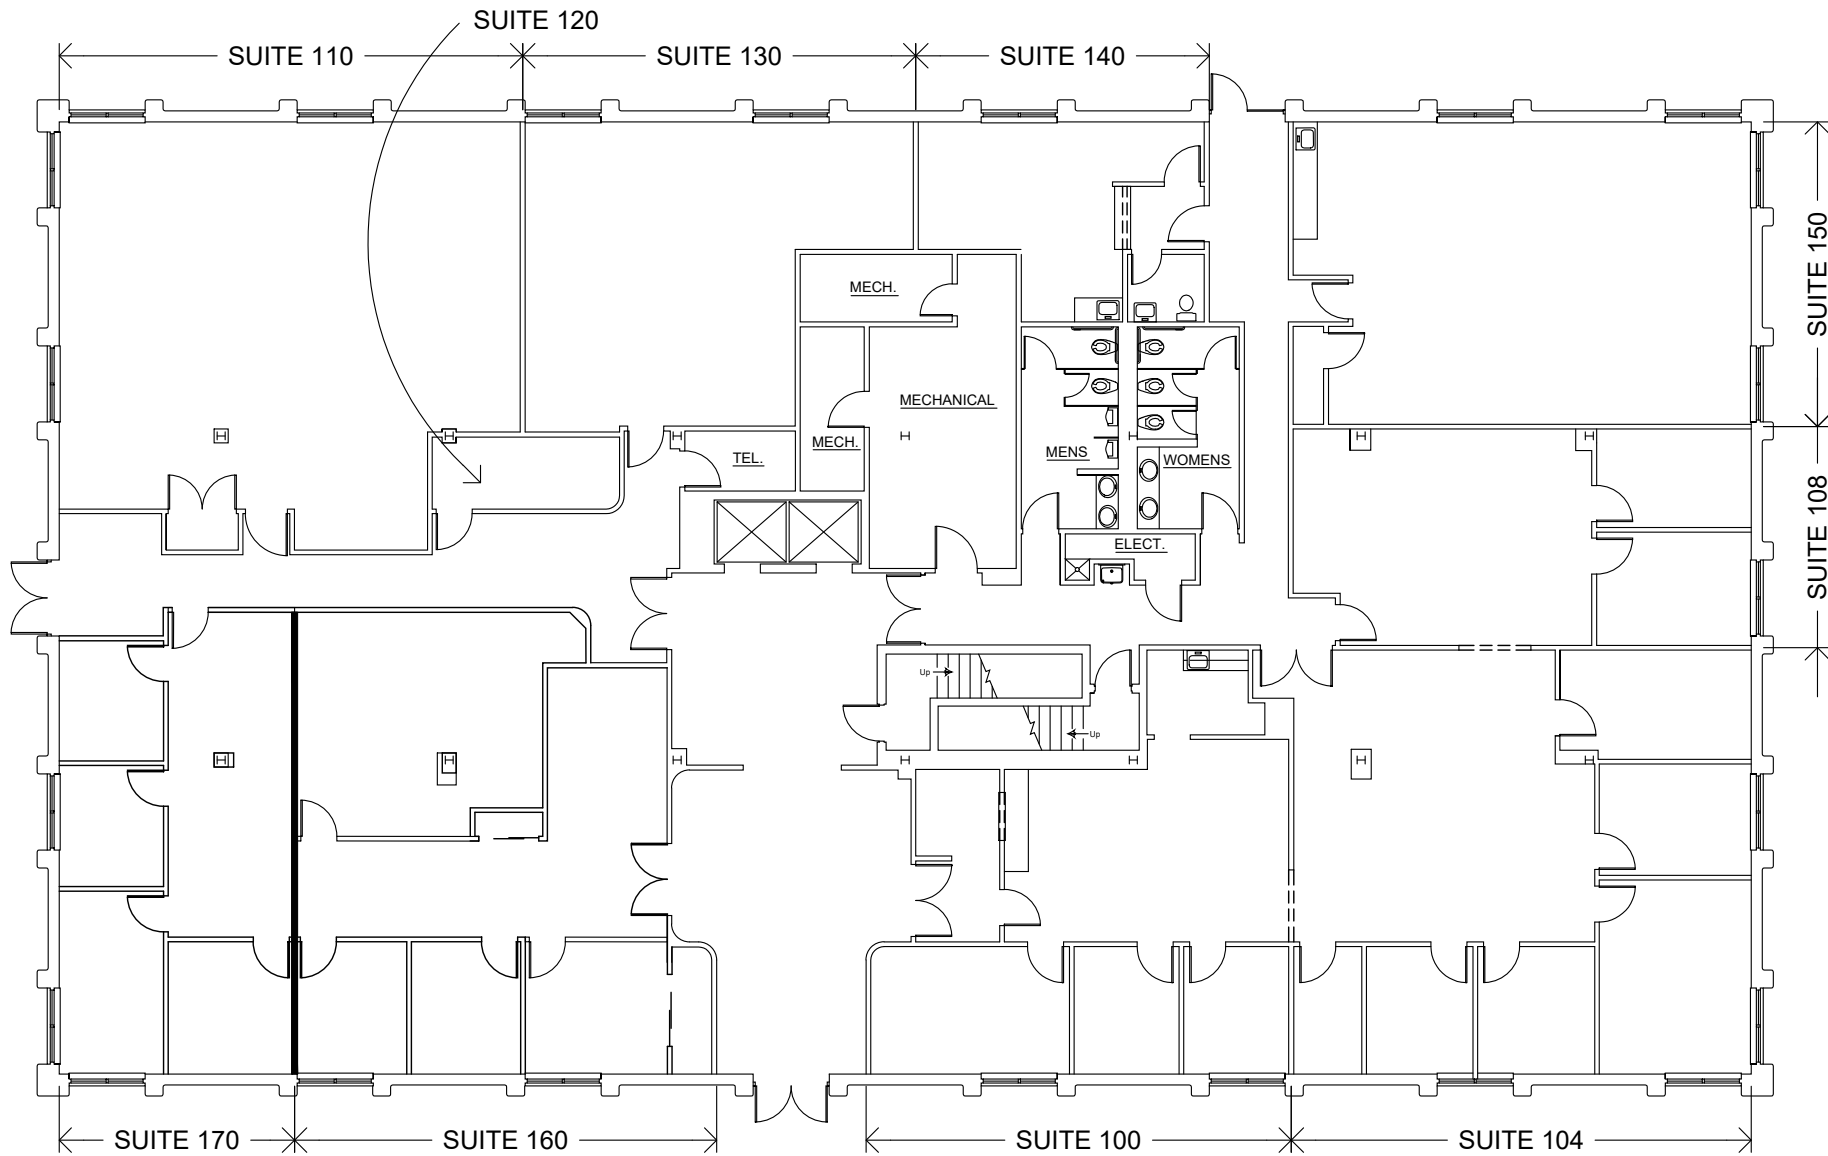 SUITE 120
SUITE 110
SUITE 130
SUITE 140
SUITE 150
MECH.
MECHANICAL
MECH.
TEL.
MENS
WOMENS
ELECT.
SUITE 108
Up
Up
SUITE 170
SUITE 160
SUITE 100
SUITE 104